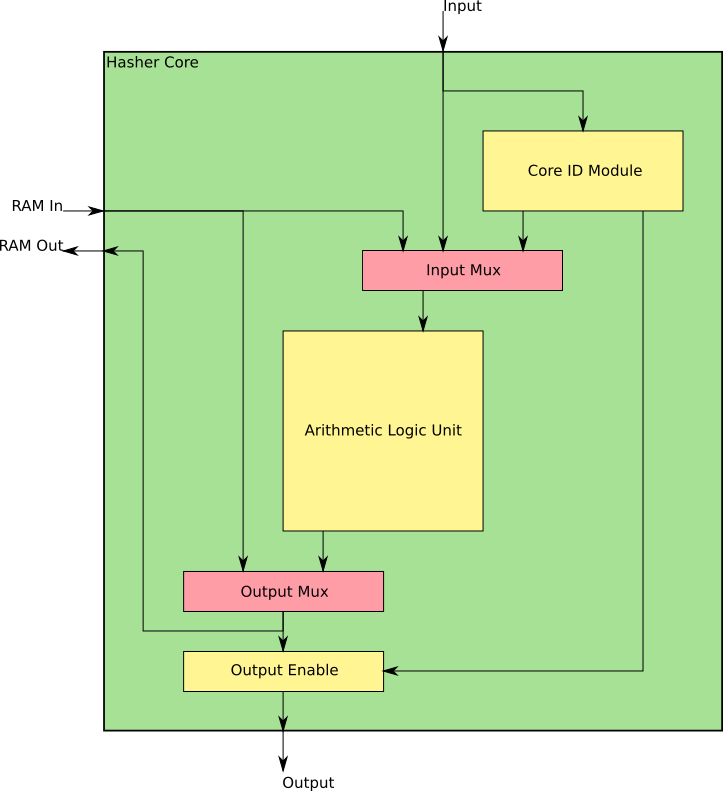 Input
Hasher Core
Core ID Module
RAM In
RAM Out
Input Mux
Arithmetic Logic Unit
Output Mux
Output Enable
Output